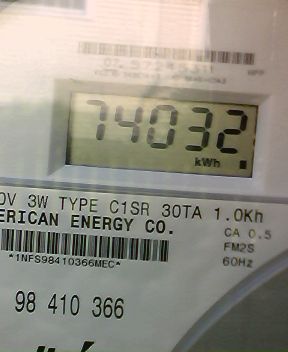 74032
kWh
0V 3W TYPE C1SR 30TA 1.0Kh
ERICAN ENERGY CO.
CA 0.5
FM2S
60Hz
*1NFS98410366MEC*
98 410 366